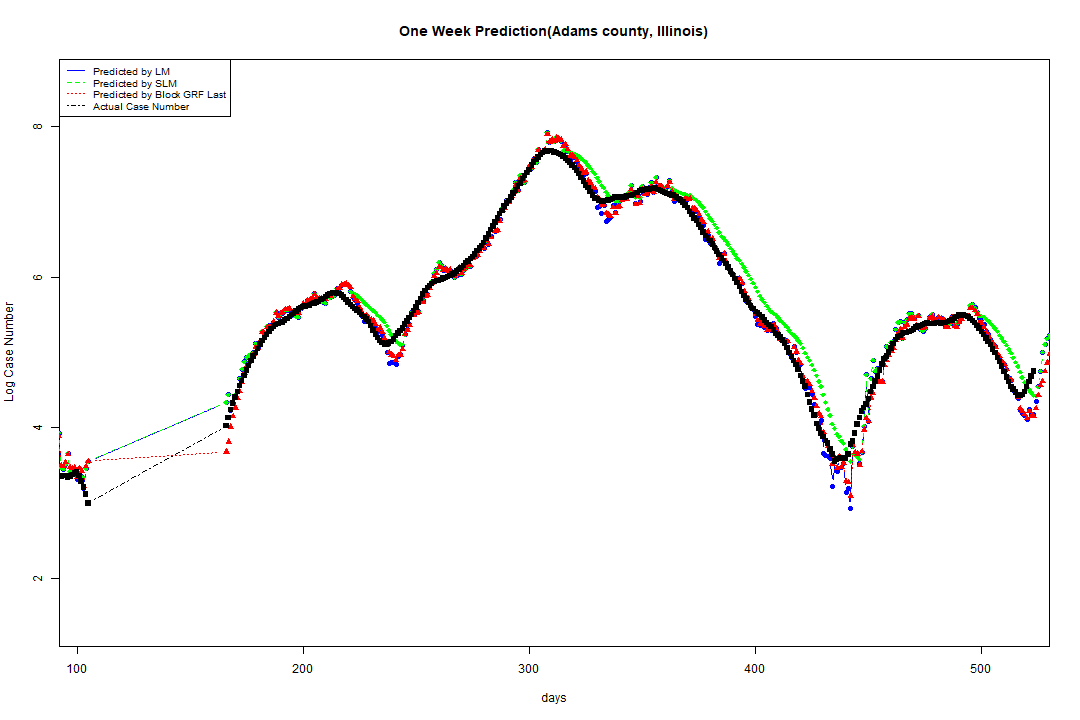 One Week Prediction(Adams county, Illinois)
Predicted by LM
Predicted by SLM
Predicted by Block GRF Last
Actual Case Number
8
6
4
2
Log Case Number
100 200 300 400 500
days